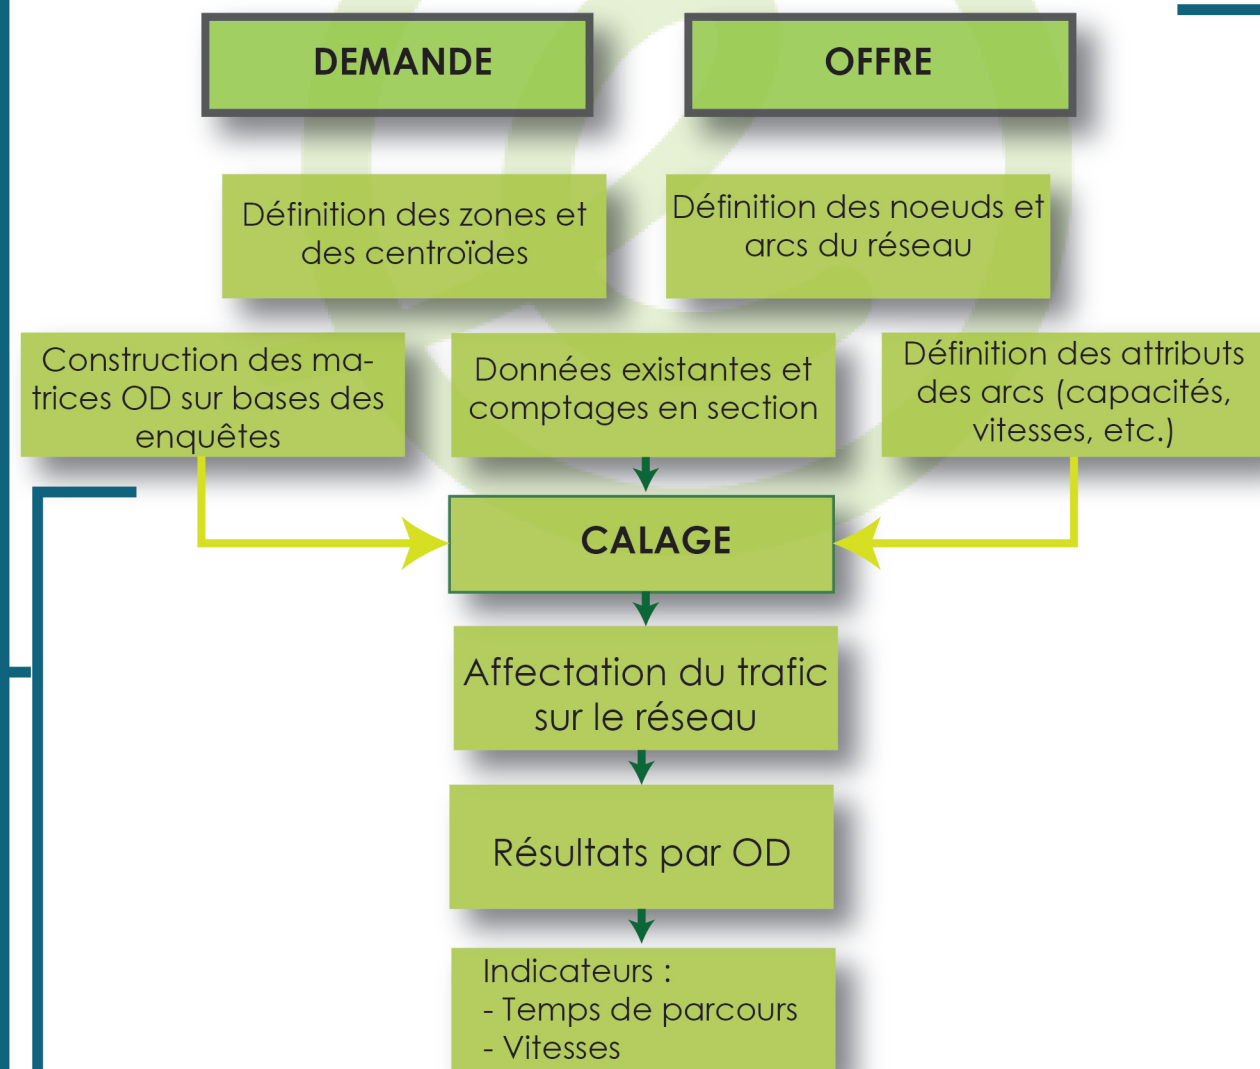 DEMANDE
OFFRE
Définition des zones et
des centroïdes
Définition des noeuds et
arcs du réseau
Construction des ma-
trices OD sur bases des
enquêtes
Données existantes et
comptages en section
Définition des attributs
des arcs (capacités,
vitesses, etc.)
CALAGE
Affectation du trafic
sur le réseau
Résultats par OD
Indicateurs :
- Temps de parcours
- Vitesses